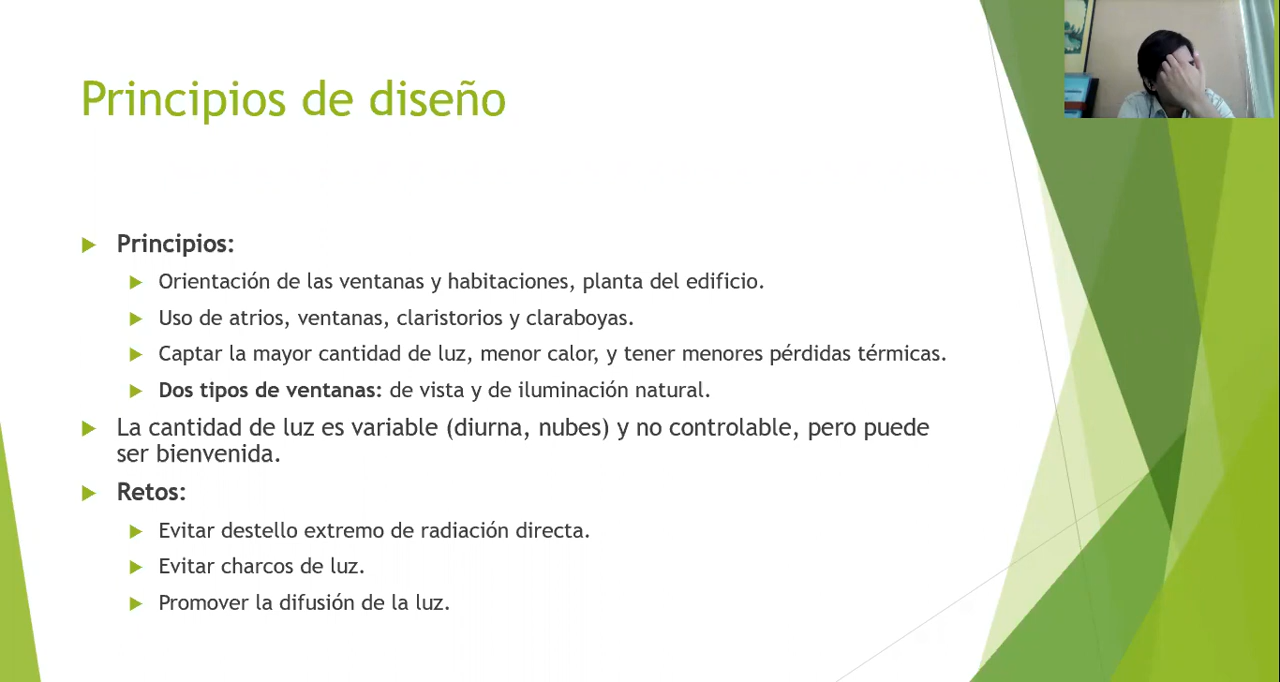 Principios de diseño
Principios:
Orientación de las ventanas y habitaciones, planta del edificio.
Uso de atrios, ventanas, claristorios y claraboyas.
Captar la mayor cantidad de luz, menor calor, y tener menores pérdidas térmicas.
Dos tipos de ventanas: de vista y de iluminación natural.
La cantidad de luz es variable (diurna, nubes) y no controlable, pero puede
ser bienvenida.
Retos:
Evitar destello extremo de radiación directa.
Evitar charcos de luz.
Promover la difusión de la luz.